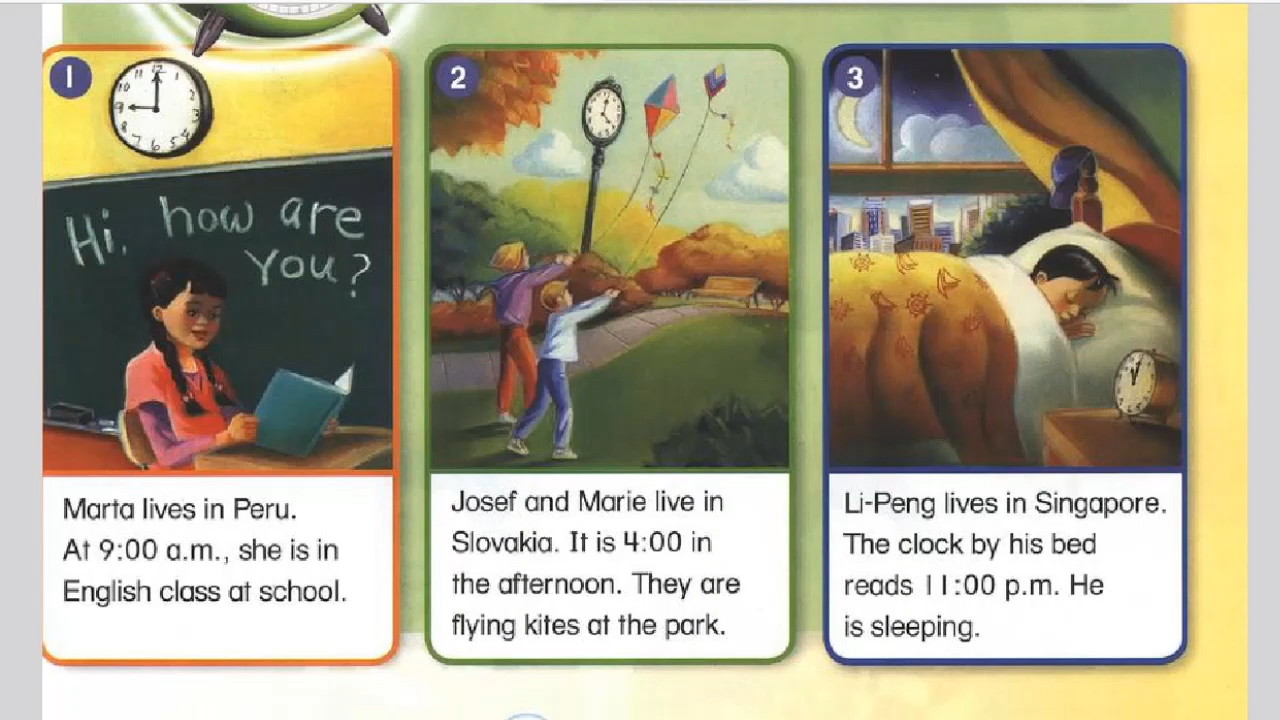 1
Hi, how are
You?
Marta lives in Peru.
At 9:00 a.m., she is in
English class at school.
2
Josef and Marie live in
Slovakia. It is 4:00 in
the afternoon. They are
flying kites at the park.
3
Li-Peng lives in Singapore.
The clock by his bed
reads 11:00 p.m. He
is sleeping.